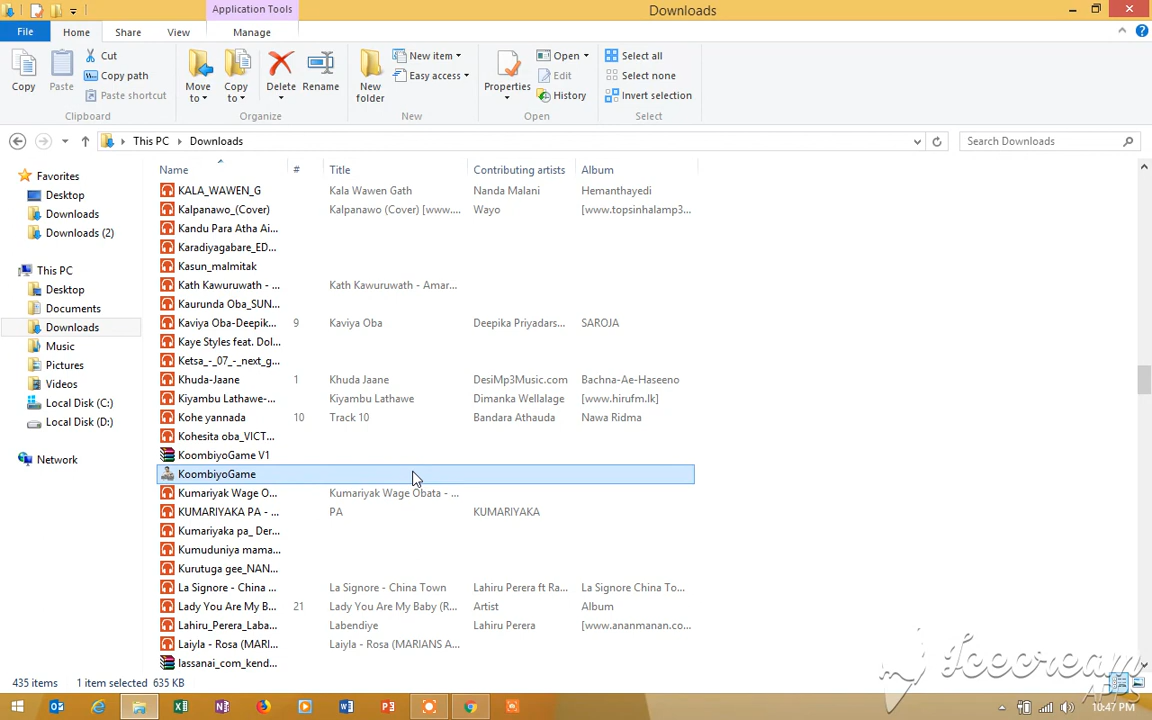 Application Tools
Downloads
File Home Share View Manage
Copy
Paste
Cut
Copy path
Paste shortcut
Clipboard
Move to
Copy to
Delete
Rename
Organize
New folder
New item
Easy access
New
Properties
Open
Edit
History
Open
Select all
Select none
Invert selection
Select
This PC Downloads
Search Downloads
Favorites
Desktop
Downloads
Downloads (2)
This PC
Desktop
Documents
Downloads
Music
Pictures
Videos
Local Disk (C:)
Local Disk (D:)
Network
Name # Title Contributing artists Album
KALA_WAWEN_G Kala Wawen Gath Nanda Malani Hemanthayedi
Kalpanawo_(Cover) Kalpanawo (Cover) [www.... Wayo [www.topsinhalamp3...
Kandu Para Atha Ai...
Karadiyagabare_ED...
Kasun_malmitak
Kath Kawuruwath - ... Kath Kawuruwath - Amar...
Kaurunda Oba_SUN...
Kaviya Oba-Deepik... 9 Kaviya Oba Deepika Priyadars... SAROJA
Kaye Styles feat. Dol...
Ketsa_-_07_-_next_g...
Khuda-Jaane 1 Khuda Jaane DesiMp3Music.com Bachna-Ae-Haseeno
Kiyambu Lathawe-... Kiyambu Lathawe Dimanka Wellalage [www.hirufm.lk]
Kohe yannada 10 Track 10 Bandara Athauda Nawa Ridma
Kohesita oba_VICT...
KoombiyoGame V1
KoombiyoGame
Kumariyak Wage O... Kumariyak Wage Obata - ...
KUMARIYAKA PA - ... PA KUMARIYAKA
Kumariyaka pa_ Der...
Kumuduniya mama...
Kurutuga gee_NAN...
La Signore - China ... La Signore - China Town Lahiru Perera ft Ra... La Signore China To...
Lady You Are My B... 21 Lady You Are My Baby (R... Artist Album
Lahiru_Perera_Laba... Labendiye Lahiru Perera [www.ananmanan.co...
Laiyla - Rosa (MARI... Laiyla - Rosa (MARIANS A...
lassanai_com_kend...
435 items 1 item selected 635 KB
Icecream
APPS
10:47 PM